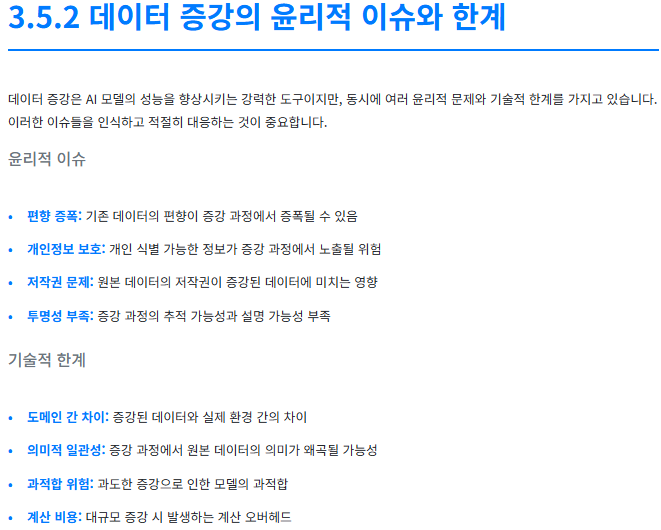 3.5.2 데이터 증강의 윤리적 이슈와 한계
데이터 증강은 AI 모델의 성능을 향상시키는 강력한 도구이지만, 동시에 여러 윤리적 문제와 기술적 한계를 가지고 있습니다.
이러한 이슈들을 인식하고 적절히 대응하는 것이 중요합니다.
윤리적 이슈
• 편향 증폭: 기존 데이터의 편향이 증강 과정에서 증폭될 수 있음
• 개인정보 보호: 개인 식별 가능한 정보가 증강 과정에서 노출될 위험
• 저작권 문제: 원본 데이터의 저작권이 증강된 데이터에 미치는 영향
• 투명성 부족: 증강 과정의 추적 가능성과 설명 가능성 부족
기술적 한계
• 도메인 간 차이: 증강된 데이터와 실제 환경 간의 차이
• 의미적 일관성: 증강 과정에서 원본 데이터의 의미가 왜곡될 가능성
• 과적합 위험: 과도한 증강으로 인한 모델의 과적합
• 계산 비용: 대규모 증강 시 발생하는 계산 오버헤드